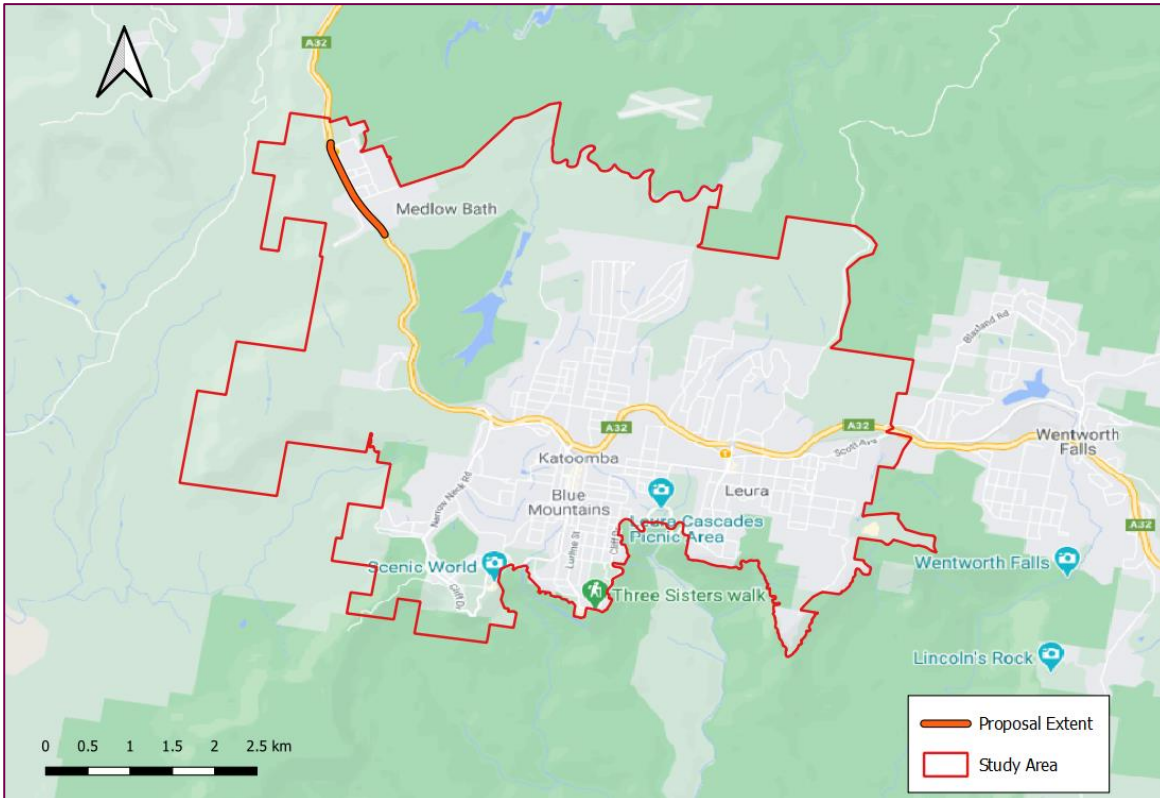 A32
Medlow Bath
Blaxland Rd
A32
A32
Scott Ave
Wentworth
Falls
Katoomba
Narrow Neck Rd
Blue
Mountains
Leura
Leura Cascades
Picnic Area
A32
Lurline St
Cliff Dr
Scenic World
Wentworth Falls
Cliff Dr
Three Sisters walk
Lincoln's Rock
Proposal Extent
Study Area
0 0.5 1 1.5 2 2.5 km